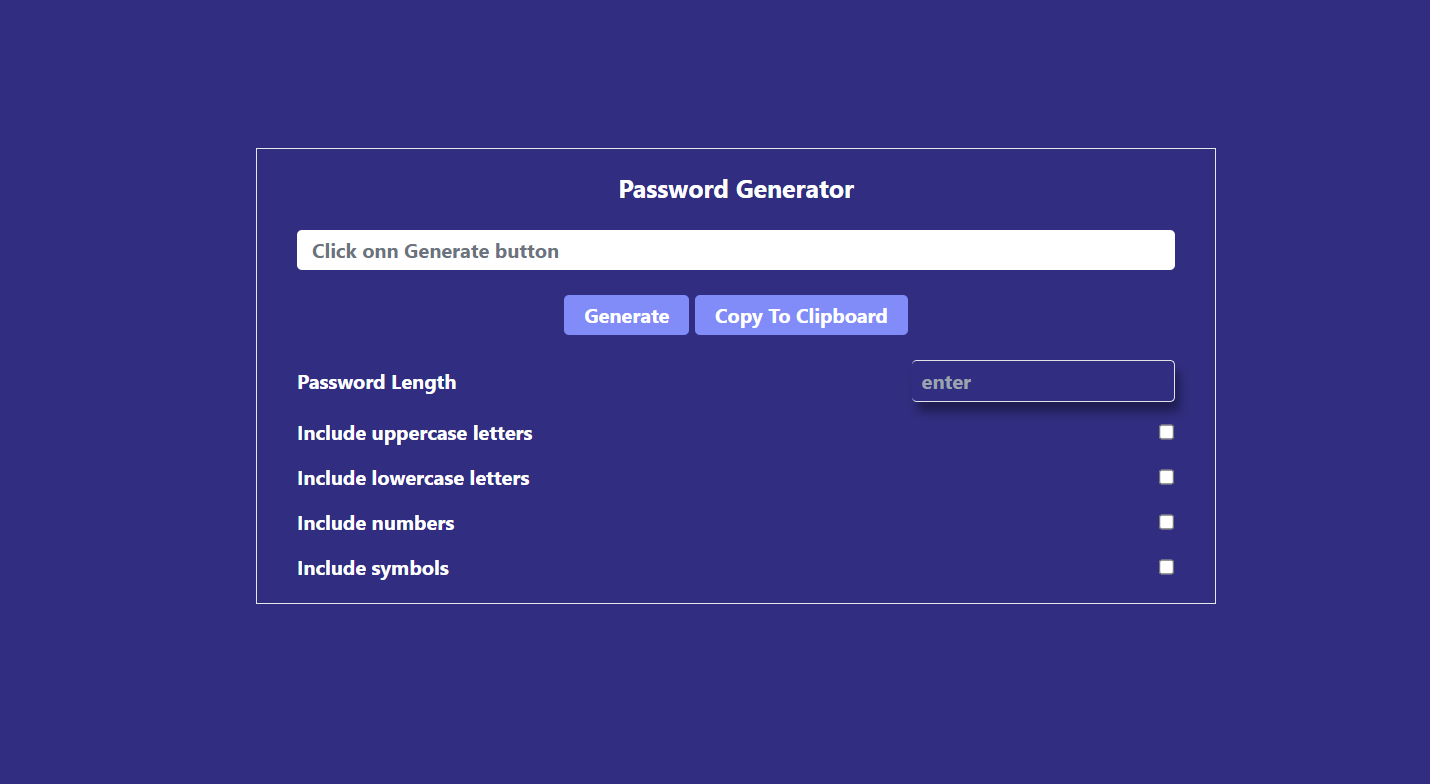 Password Generator
Click onn Generate button
Generate Copy To Clipboard
Password Length enter
Include uppercase letters
Include lowercase letters
Include numbers
Include symbols